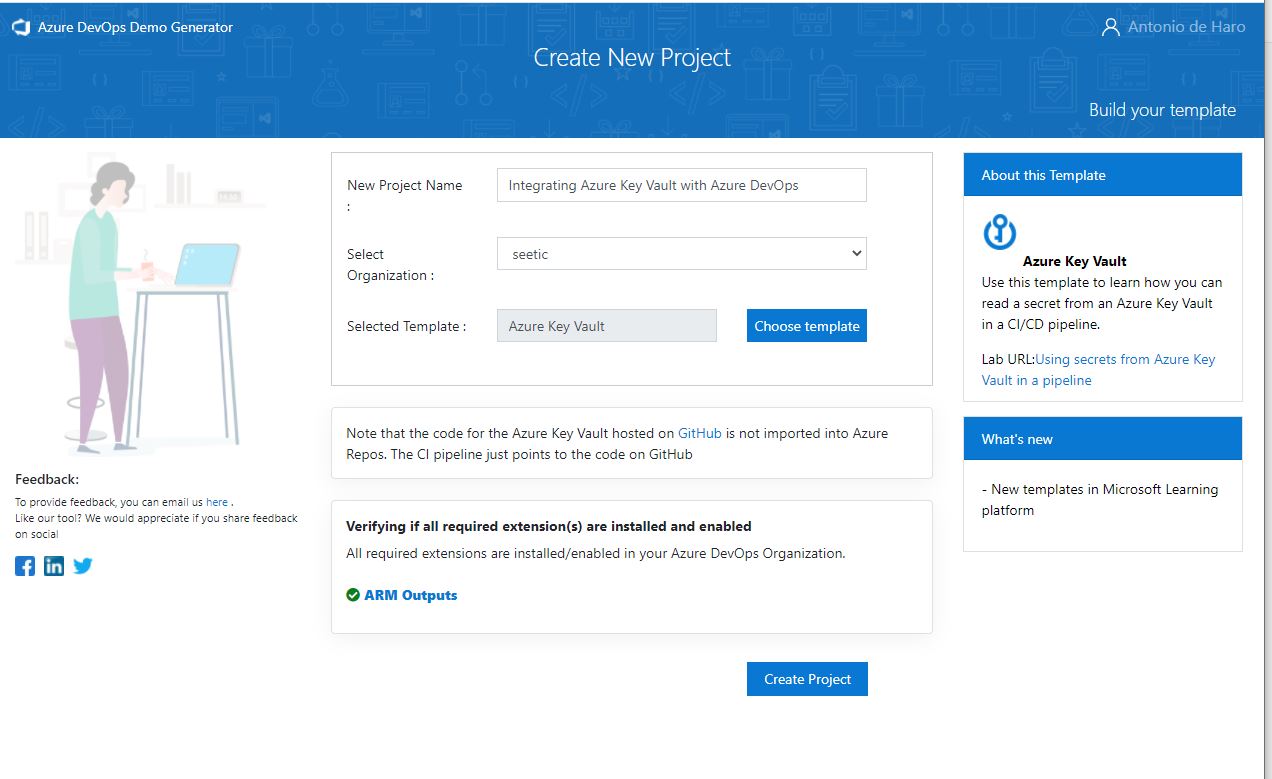 Azure DevOps Demo Generator
Antonio de Haro
Create New Project
Build your template
New Project Name
:
Integrating Azure Key Vault with Azure DevOps
Select
Organization :
seetic
Selected Template :
Azure Key Vault
Choose template
Note that the code for the Azure Key Vault hosted on GitHub is not imported into Azure
Repos. The CI pipeline just points to the code on GitHub
Verifying if all required extension(s) are installed and enabled
All required extensions are installed/enabled in your Azure DevOps Organization.
ARM Outputs
Create Project
About this Template
Azure Key Vault
Use this template to learn how you can
read a secret from an Azure Key Vault
in a CI/CD pipeline.
Lab URL:Using secrets from Azure Key
Vault in a pipeline
What's new
- New templates in Microsoft Learning
platform
Feedback:
To provide feedback, you can email us here .
Like our tool? We would appreciate if you share feedback
on social